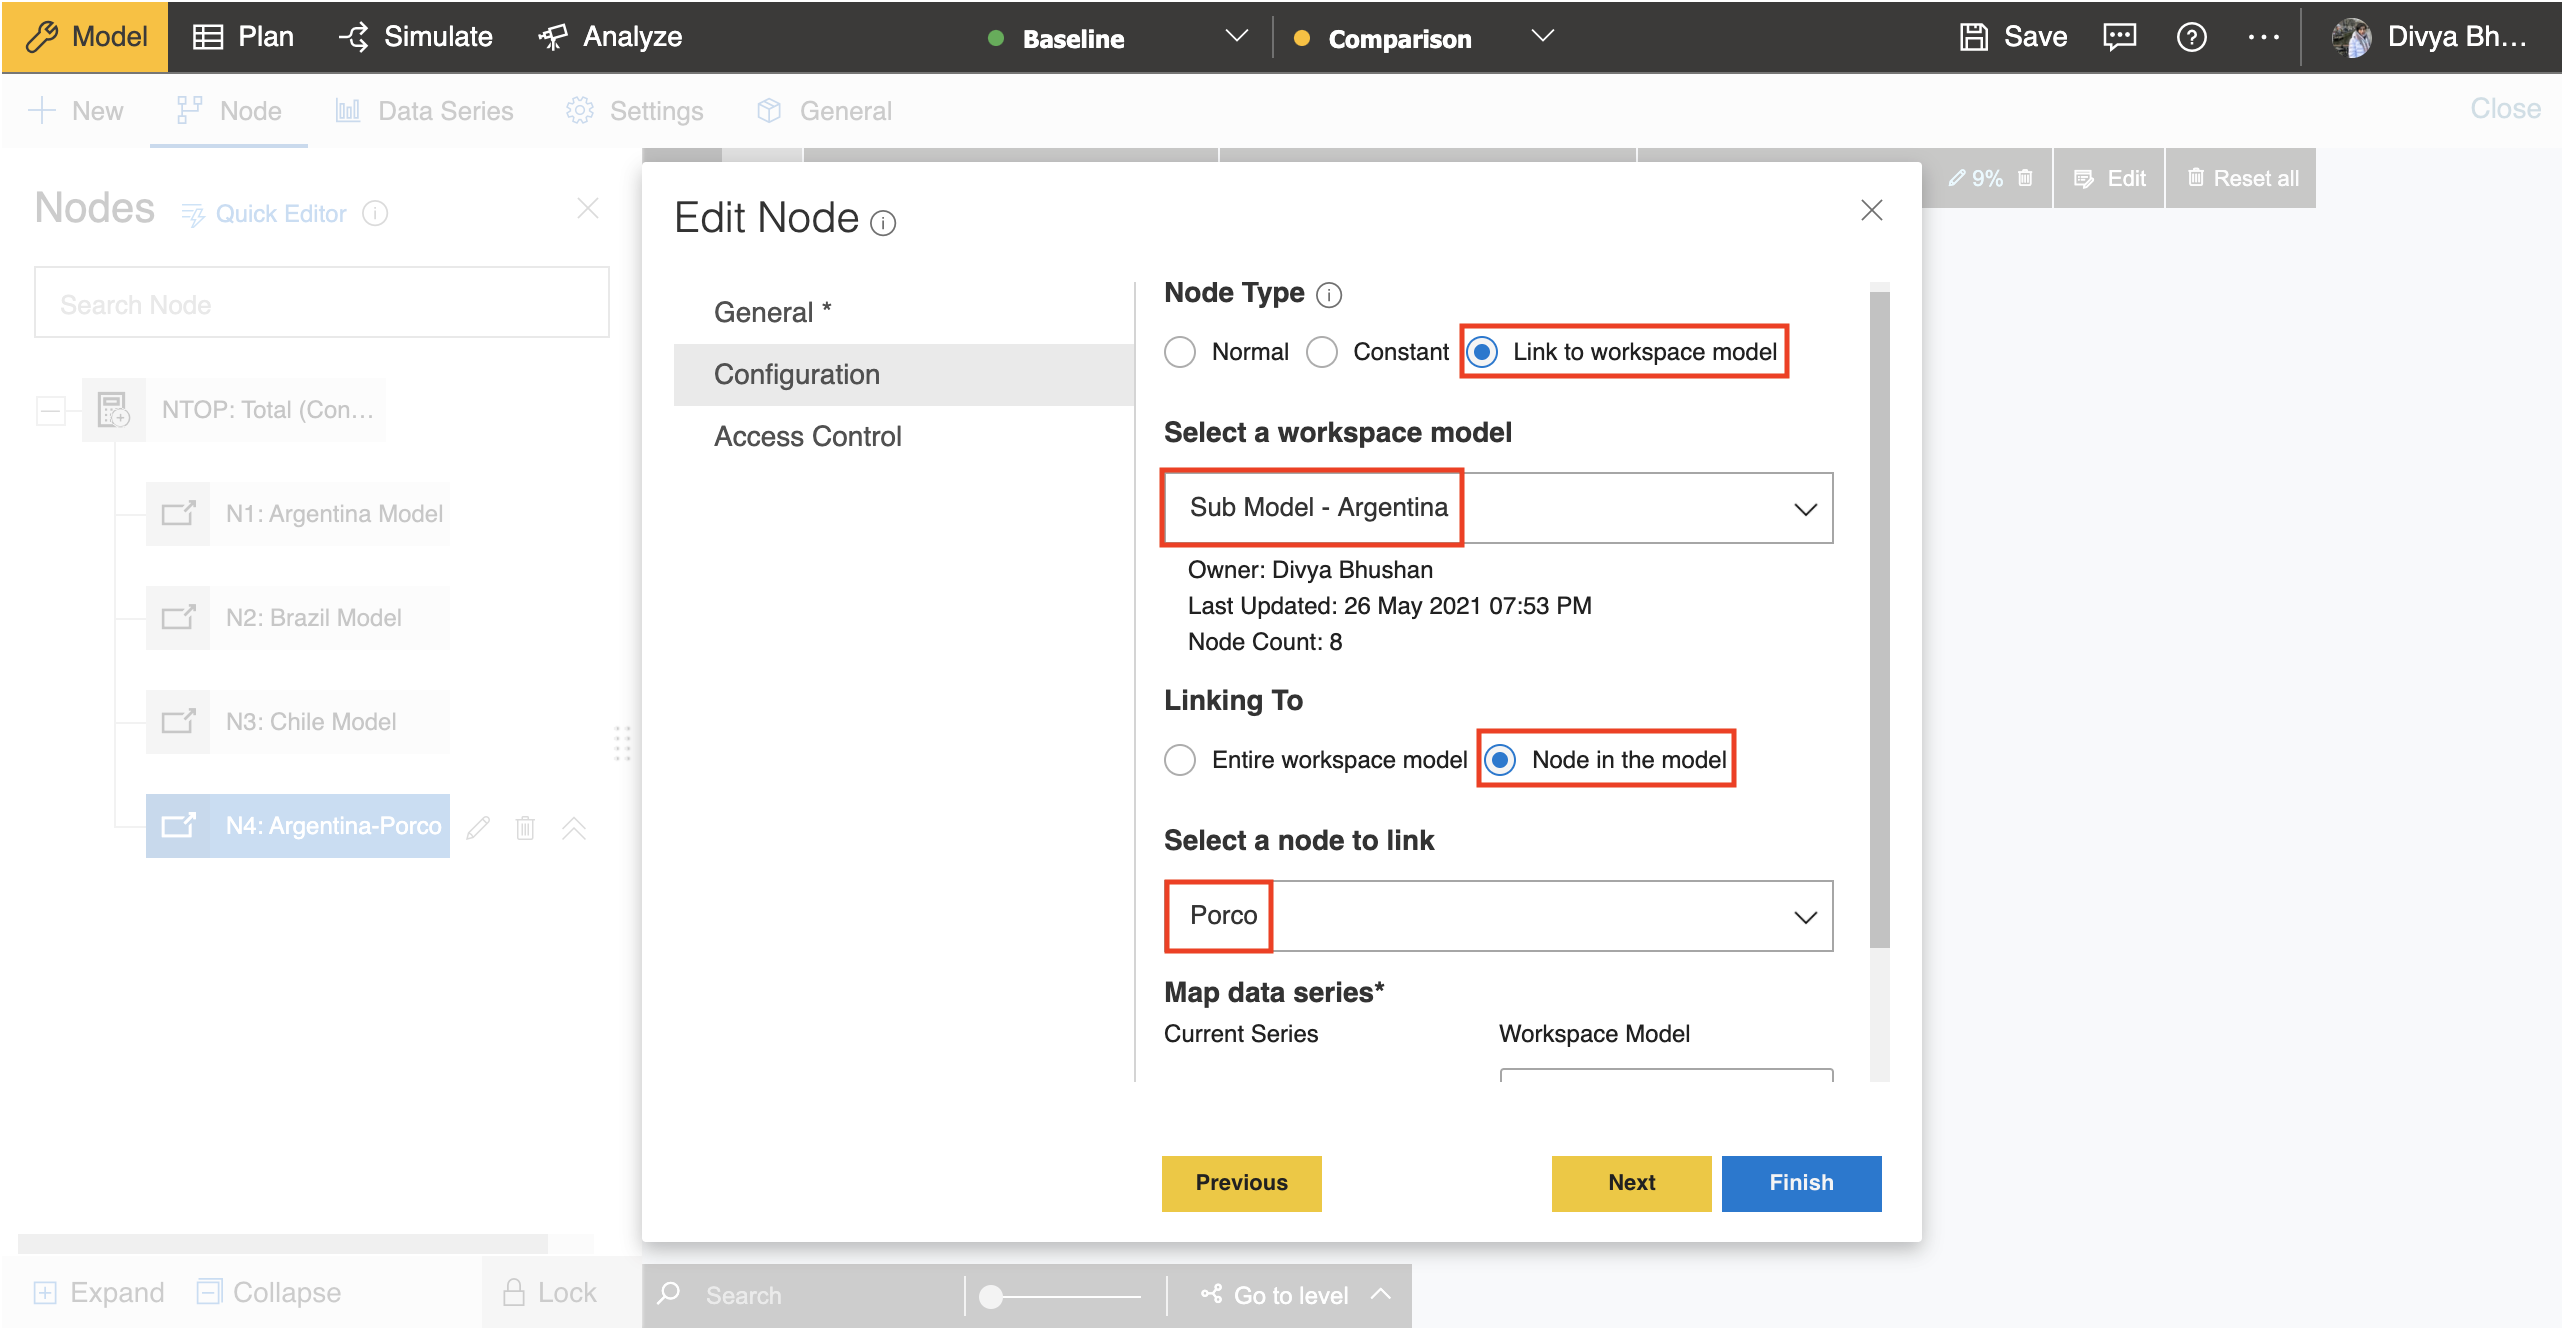 Model Plan Simulate Analyze Baseline Comparison Save Divya Bh...
New Node Data Series Settings General Close
Nodes Quick Editor
Search Node
NTOP: Total (Con...
N1: Argentina Model
N2: Brazil Model
N3: Chile Model
N4: Argentina-Porco
Expand Collapse Lock
9% Edit Reset all
Edit Node
General *
Configuration
Access Control
Node Type
Normal Constant Link to workspace model
Select a workspace model
Sub Model - Argentina
Owner: Divya Bhushan
Last Updated: 26 May 2021 07:53 PM
Node Count: 8
Linking To
Entire workspace model Node in the model
Select a node to link
Porco
Map data series*
Current Series Workspace Model
Previous Next Finish
Search Go to level